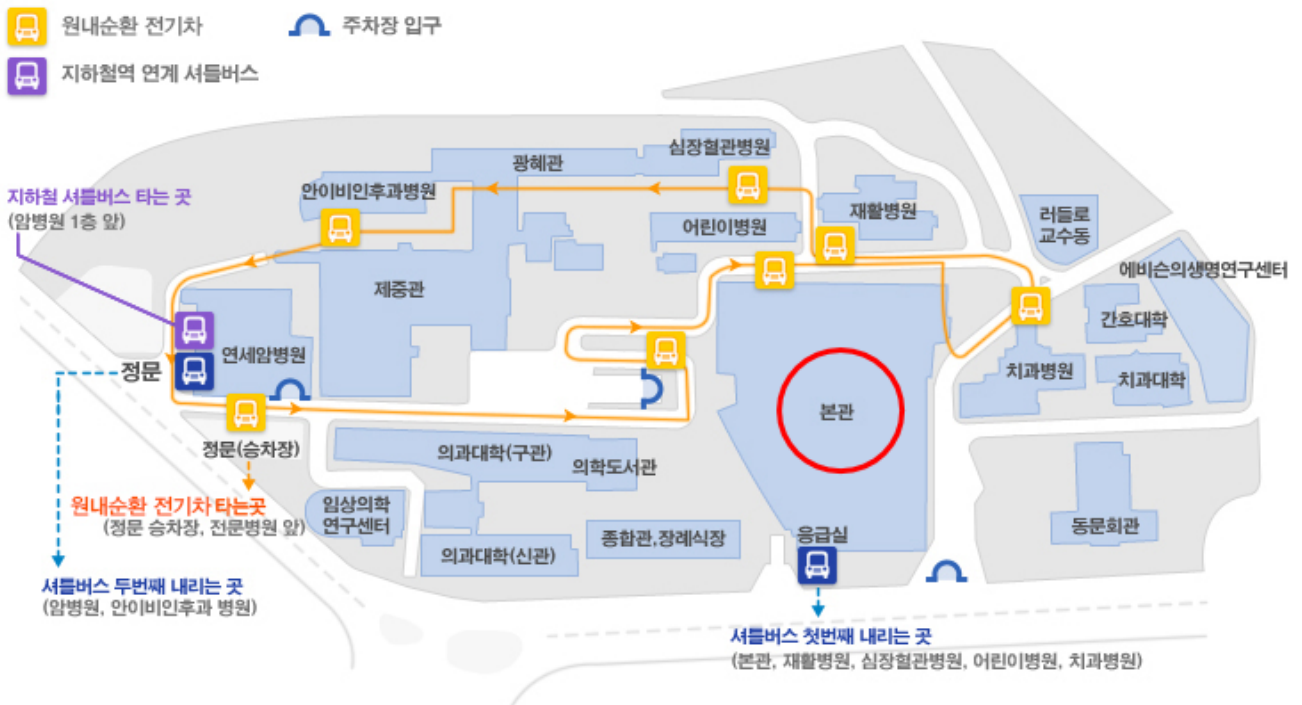 원내순환 전기차
주차장 입구
지하철역 연계 셔틀버스
심장혈관병원
광혜관
안이비인후과병원
지하철 셔틀버스 타는 곳
(암병원 1층 앞)
재활병원
어린이병원
러들로
교수동
에비슨의생명연구센터
제중관
간호대학
연세암병원
정문
치과병원
치과대학
본관
정문(승차장)
의과대학(구관)
의학도서관
원내순환 전기차 타는곳
(정문 승차장, 전문병원 앞)
임상의학
연구센터
동문회관
응급실
종합관,장례식장
의과대학(신관)
셔틀버스 두번째 내리는 곳
(암병원, 안이비인후과 병원)
셔틀버스 첫번째 내리는 곳
(본관, 재활병원, 심장혈관병원, 어린이병원, 치과병원)